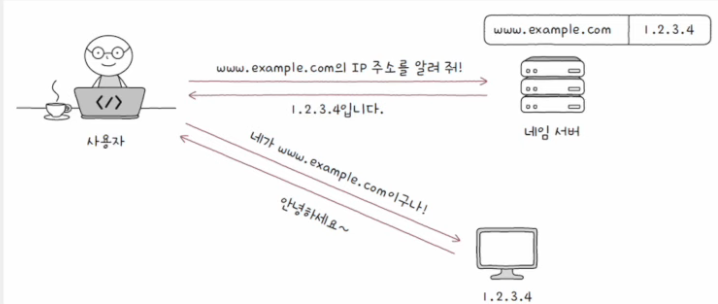 www.example.com 1.2.3.4
www.example.com의 IP 주소를 알려 줘!
</>
1.2.3.4입니다.
사용자
네임 서버
네가 www.example.com이구나!
안녕하세요~
1.2.3.4